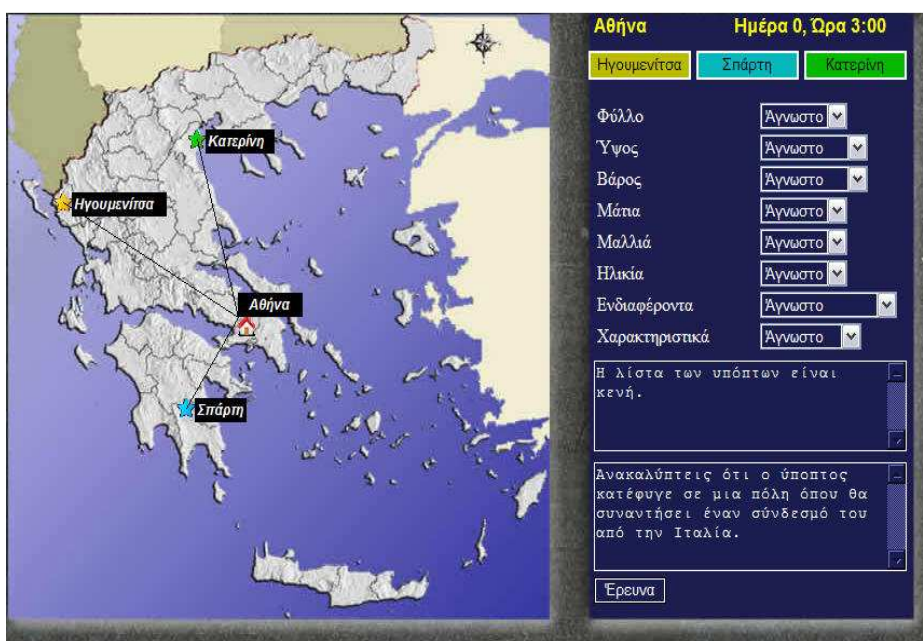 Κατερίνη
Ηγουμενίτσα
Αθήνα
Σπάρτη
Αθήνα Ημέρα 0, Ώρα 3:00
Ηγουμενίτσα Σπάρτη Κατερίνη
Φύλλο Άγνωστο
Ύψος Άγνωστο
Βάρος Άγνωστο
Μάτια Άγνωστο
Μαλλιά Άγνωστο
Ηλικία Άγνωστο
Ενδιαφέροντα Άγνωστο
Χαρακτηριστικά Άγνωστο
Η λίστα των υπόπτων είναι
κενή.
Ανακαλύπτεις ότι ο ύποπτος
κατέφυγε σε μια πόλη όπου θα
συναντήσει έναν σύνδεσμό του
από την Ιταλία.
Έρευνα